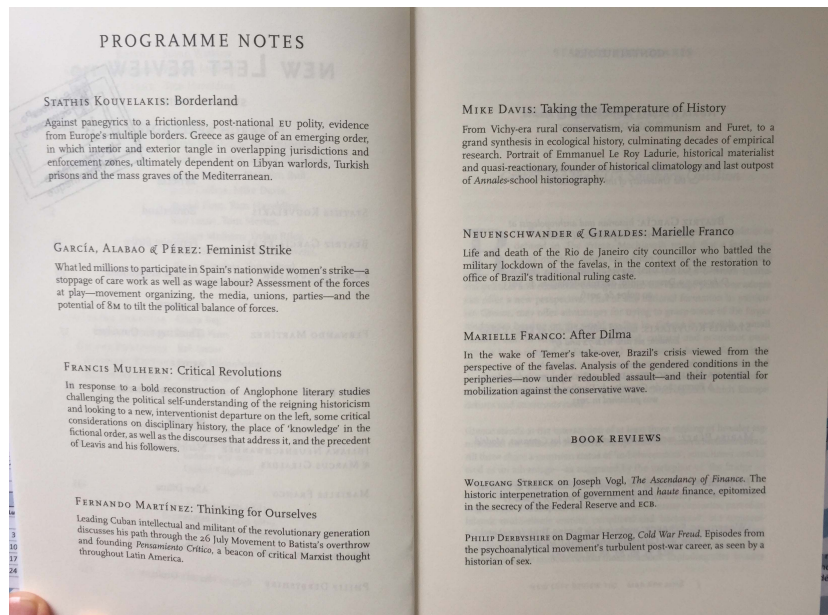 PROGRAMME NOTES
STATHIS KOUVELAKIS: Borderland
Against panegyrics to a frictionless, post-national EU polity, evidence
from Europe's multiple borders. Greece as gauge of an emerging order,
in which interior and exterior tangle in overlapping jurisdictions and
enforcement zones, ultimately dependent on Libyan warlords, Turkish
prisons and the mass graves of the Mediterranean.
GARCÍA, ALABAO & PÉREZ: Feminist Strike
What led millions to participate in Spain's nationwide women's strike—a
stoppage of care work as well as wage labour? Assessment of the forces
at play—movement organizing, the media, unions, parties—and the
potential of 8M to tilt the political balance of forces.
FRANCIS MULHERN: Critical Revolutions
In response to a bold reconstruction of Anglophone literary studies
challenging the political self-understanding of the reigning historicism
and looking to a new, interventionist departure on the left, some critical
considerations on disciplinary history, the place of 'knowledge' in the
fictional order, as well as the discourses that address it, and the precedent
of Leavis and his followers.
FERNANDO MARTÍNEZ: Thinking for Ourselves
Leading Cuban intellectual and militant of the revolutionary generation
discusses his path through the 26 July Movement to Batista's overthrow
and founding Pensamiento Crítico, a beacon of critical Marxist thought
throughout Latin America.
MIKE DAVIS: Taking the Temperature of History
From Vichy-era rural conservatism, via communism and Furet, to a
grand synthesis in ecological history, culminating decades of empirical
research. Portrait of Emmanuel Le Roy Ladurie, historical materialist
and quasi-reactionary, founder of historical climatology and last outpost
of Annales-school historiography.
NEUENSCHWANDER & GIRALDES: Marielle Franco
Life and death of the Rio de Janeiro city councillor who battled the
military lockdown of the favelas, in the context of the restoration to
office of Brazil's traditional ruling caste.
MARIELLE FRANCO: After Dilma
In the wake of Temer's take-over, Brazil's crisis viewed from the
perspective of the favelas. Analysis of the gendered conditions in the
peripheries—now under redoubled assault—and their potential for
mobilization against the conservative wave.
BOOK REVIEWS
WOLFGANG STREECK on Joseph Vogl, The Ascendancy of Finance. The
historic interpenetration of government and haute finance, epitomized
in the secrecy of the Federal Reserve and ECB.
PHILIP DERBYSHIRE on Dagmar Herzog, Cold War Freud. Episodes from
the psychoanalytical movement's turbulent post-war career, as seen by a
historian of sex.
3
10
17
24